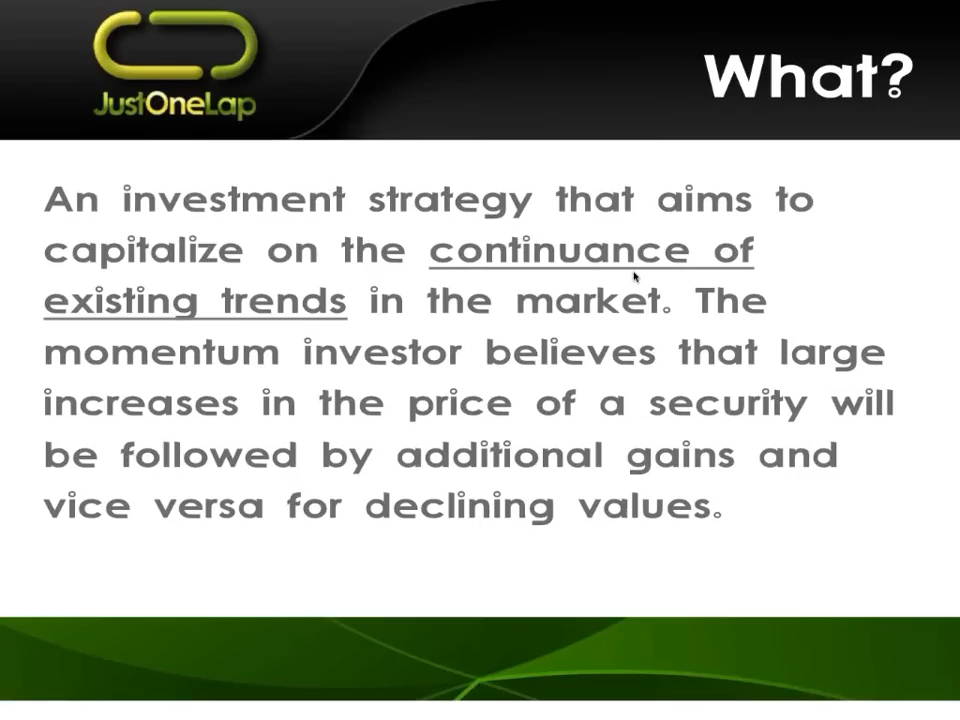 JustOneLap
What?
An investment strategy that aims to
capitalize on the continuance of
existing trends in the market. The
momentum investor believes that large
increases in the price of a security will
be followed by additional gains and
vice versa for declining values.